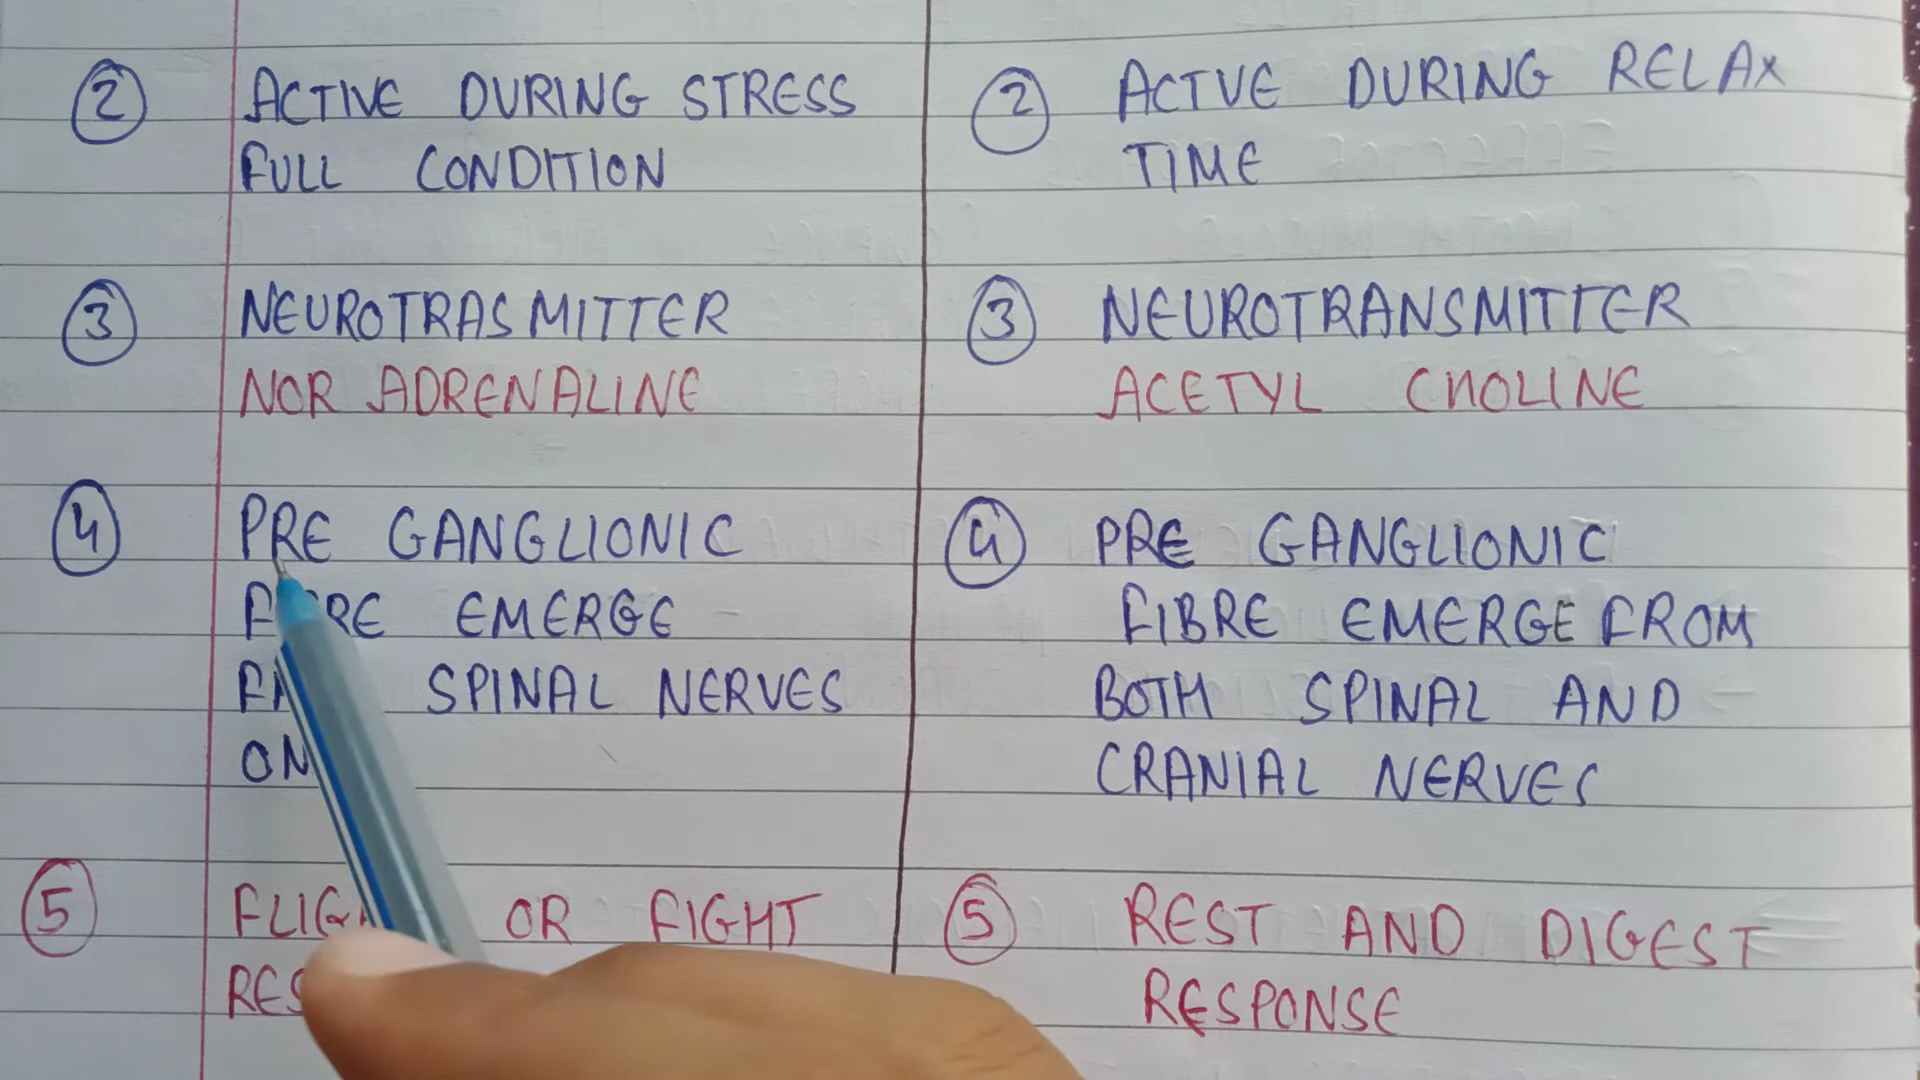 2 ACTIVE DURING STRESS
FULL CONDITION
3 NEUROTRASMITTER
NOR ADRENALINE
4 PRE GANGLIONIC
EMERGE
SPINAL NERVES
5 OR FIGHT
2 ACTVE DURING RELAX
TIME
3 NEUROTRANSMITTER
ACETYL CHOLINE
4 PRE GANGLIONIC
FIBRE EMERGE FROM
BOTH SPINAL AND
CRANIAL NERVES
5 REST AND DIGEST
RESPONSE